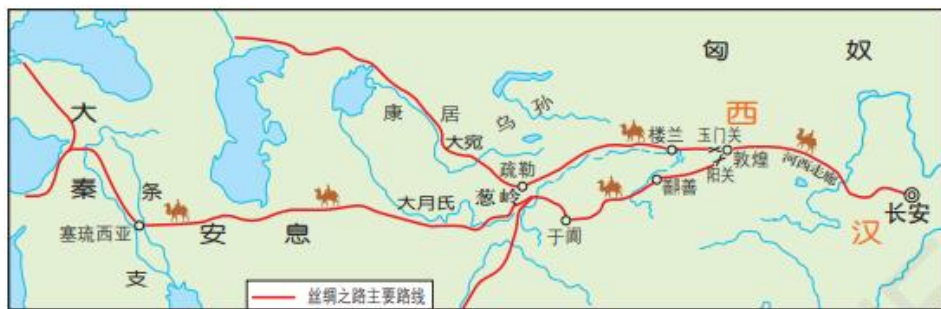 匈奴
大秦
康居
乌孙
西汉
大宛
楼兰
玉门关
敦煌
阳关
河西走廊
疏勒
葱岭
大月氏
鄯善
长安
于阗
条支
塞琉西亚
安息
丝绸之路主要路线